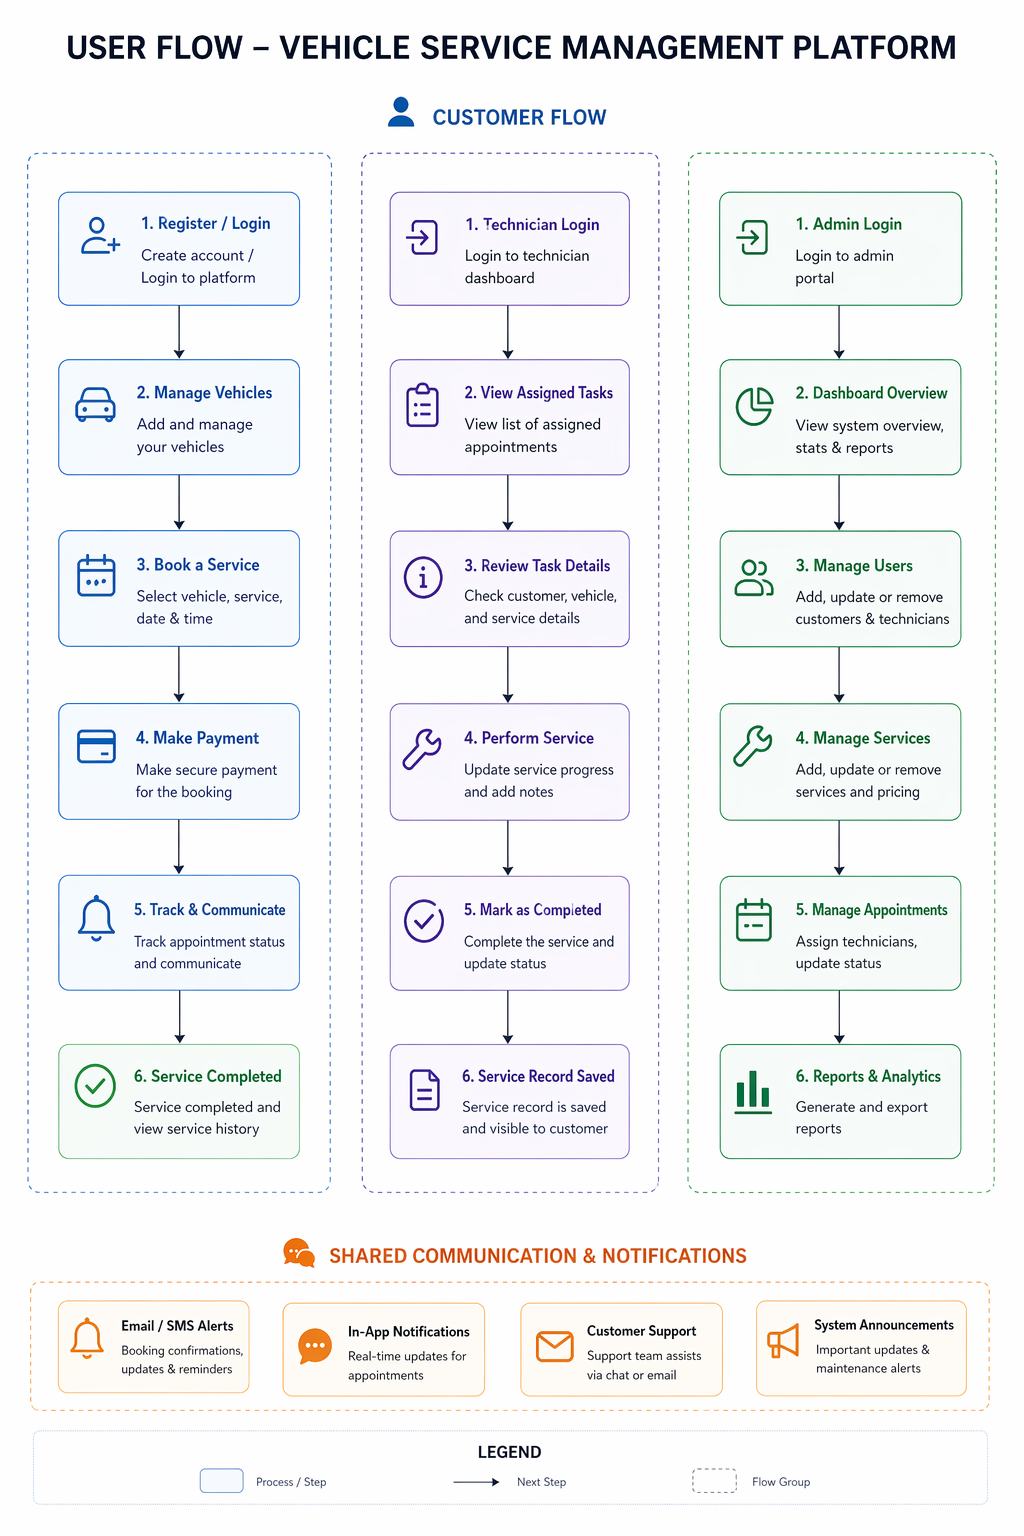 USER FLOW – VEHICLE SERVICE MANAGEMENT PLATFORM
CUSTOMER FLOW
1. Register / Login
Create account /
Login to platform
2. Manage Vehicles
Add and manage
your vehicles
3. Book a Service
Select vehicle, service,
date & time
4. Make Payment
Make secure payment
for the booking
5. Track & Communicate
Track appointment status
and communicate
6. Service Completed
Service completed and
view service history
1. Technician Login
Login to technician
dashboard
2. View Assigned Tasks
View list of assigned
appointments
3. Review Task Details
Check customer, vehicle,
and service details
4. Perform Service
Update service progress
and add notes
5. Mark as Completed
Complete the service and
update status
6. Service Record Saved
Service record is saved
and visible to customer
1. Admin Login
Login to admin
portal
2. Dashboard Overview
View system overview,
stats & reports
3. Manage Users
Add, update or remove
customers & technicians
4. Manage Services
Add, update or remove
services and pricing
5. Manage Appointments
Assign technicians,
update status
6. Reports & Analytics
Generate and export
reports
SHARED COMMUNICATION & NOTIFICATIONS
Email / SMS Alerts
Booking confirmations,
updates & reminders
In-App Notifications
Real-time updates for
appointments
Customer Support
Support team assists
via chat or email
System Announcements
Important updates &
maintenance alerts
LEGEND
Process / Step
Next Step
Flow Group